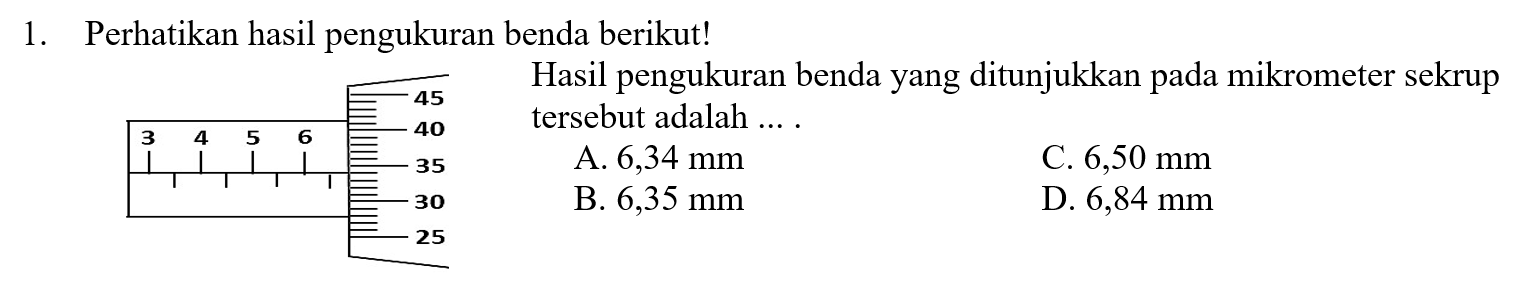 1. Perhatikan hasil pengukuran benda berikut!
Hasil pengukuran benda yang ditunjukkan pada mikrometer sekrup
tersebut adalah ... .
A. 6,34 mm C. 6,50 mm
B. 6,35 mm D. 6,84 mm
3 4 5 6
45
40
35
30
25